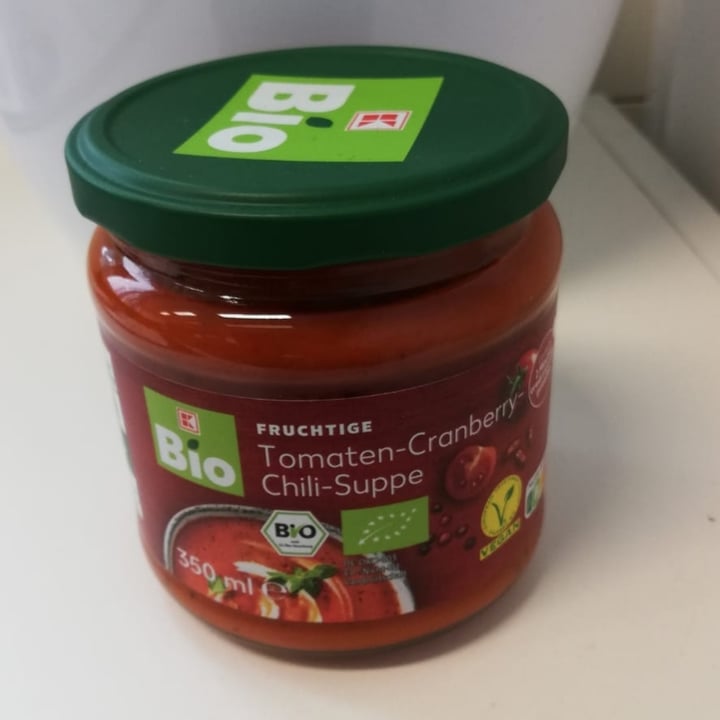 Bio
K
K
Bio
FRUCHTIGE
Tomaten-Cranberry-
Chili-Suppe
BIO
350 ml e
V
VEGAN